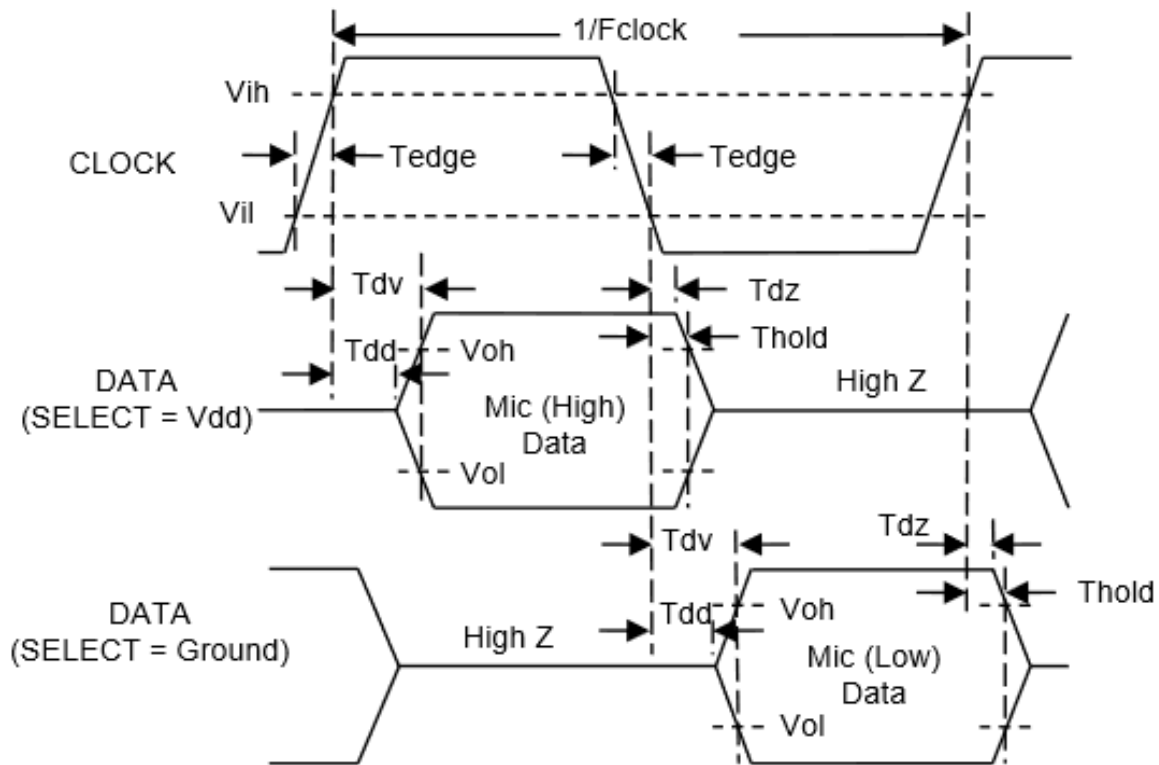 1/Fclock
Vih
CLOCK
Tedge
Tedge
Vil
Tdv
Tdz
Tdd
Voh
Thold
DATA
(SELECT = Vdd)
Mic (High)
Data
High Z
Vol
Tdv
Tdz
DATA
(SELECT = Ground)
High Z
Tdd
Voh
Thold
Mic (Low)
Data
Vol